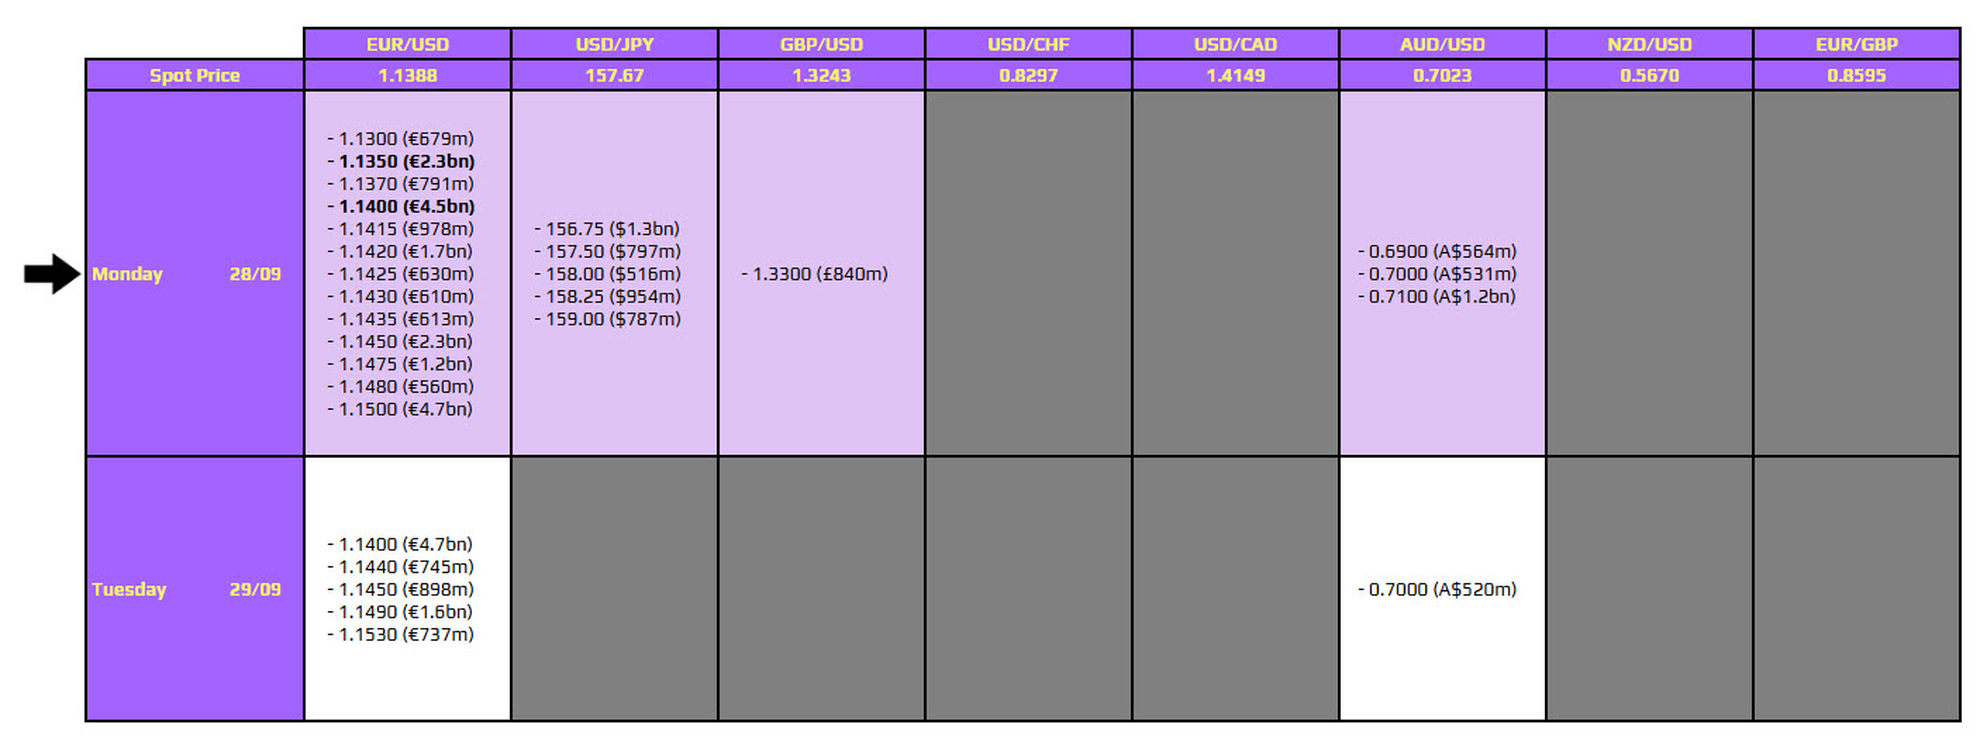 EUR/USD USD/JPY GBP/USD USD/CHF USD/CAD AUD/USD NZD/USD EUR/GBP
Spot Price 1.1388 157.67 1.3243 0.8297 1.4149 0.7023 0.5670 0.8595
Monday 28/09
- 1.1300 (€679m)
- 1.1350 (€2.3bn)
- 1.1370 (€791m)
- 1.1400 (€4.5bn)
- 1.1415 (€978m)
- 1.1420 (€1.7bn)
- 1.1425 (€630m)
- 1.1430 (€610m)
- 1.1435 (€613m)
- 1.1450 (€2.3bn)
- 1.1475 (€1.2bn)
- 1.1480 (€560m)
- 1.1500 (€4.7bn)
- 156.75 ($1.3bn)
- 157.50 ($797m)
- 158.00 ($516m)
- 158.25 ($954m)
- 159.00 ($787m)
- 1.3300 (£840m)
- 0.6900 (A$564m)
- 0.7000 (A$531m)
- 0.7100 (A$1.2bn)
Tuesday 29/09
- 1.1400 (€4.7bn)
- 1.1440 (€745m)
- 1.1450 (€898m)
- 1.1490 (€1.6bn)
- 1.1530 (€737m)
- 0.7000 (A$520m)